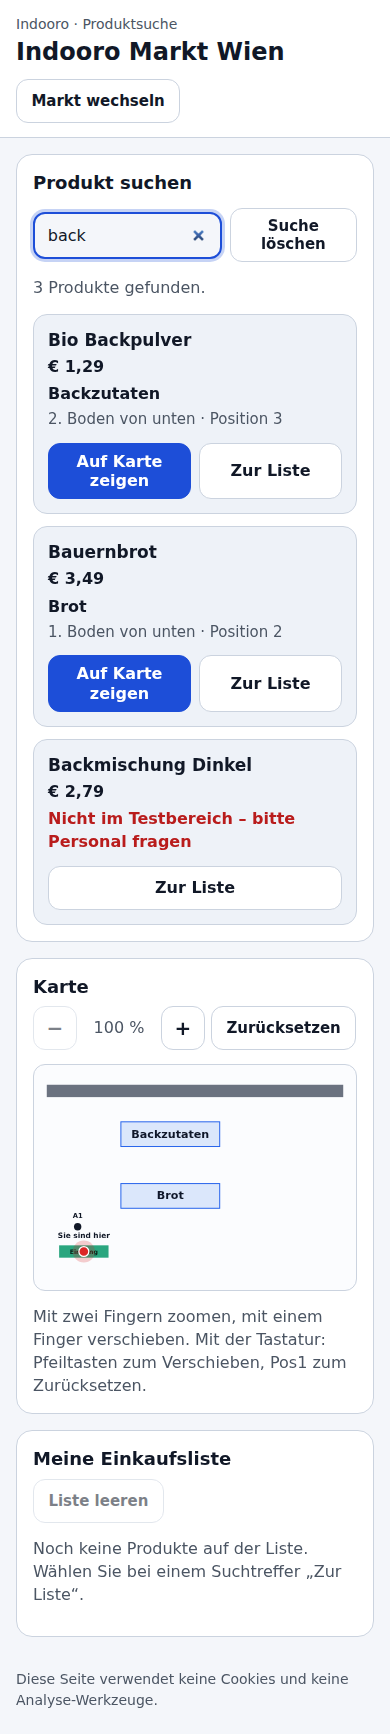 Indooro · Produktsuche
Indooro Markt Wien
Markt wechseln
Produkt suchen
back ×
Suche
löschen
3 Produkte gefunden.
Bio Backpulver
€ 1,29
Backzutaten
2. Boden von unten · Position 3
Auf Karte
zeigen
Zur Liste
Bauernbrot
€ 3,49
Brot
1. Boden von unten · Position 2
Auf Karte
zeigen
Zur Liste
Backmischung Dinkel
€ 2,79
Nicht im Testbereich – bitte
Personal fragen
Zur Liste
Karte
− 100 % + Zurücksetzen
Backzutaten
Brot
A1
Sie sind hier
Mit zwei Fingern zoomen, mit einem
Finger verschieben. Mit der Tastatur:
Pfeiltasten zum Verschieben, Pos1 zum
Zurücksetzen.
Meine Einkaufsliste
Liste leeren
Noch keine Produkte auf der Liste.
Wählen Sie bei einem Suchtreffer „Zur
Liste“.
Diese Seite verwendet keine Cookies und keine
Analyse-Werkzeuge.